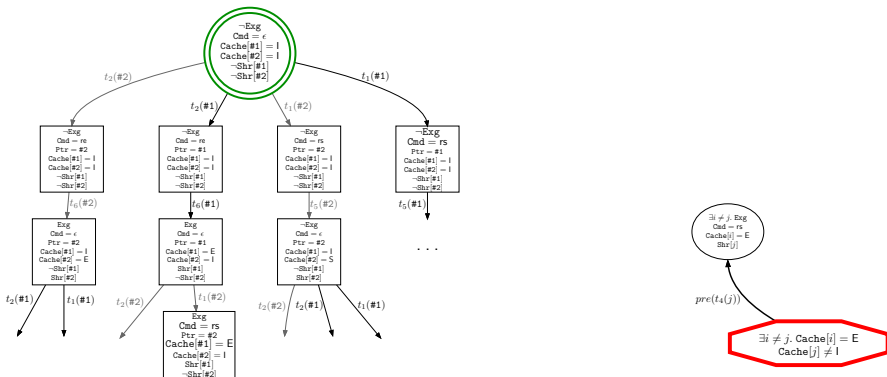 ¬Exg
Cmd = ϵ
Cache[#1] = I
Cache[#2] = I
¬Shr[#1]
¬Shr[#2]
t₂(#2)
t₂(#1)
t₁(#2)
t₁(#1)
¬Exg
Cmd = re
Ptr = #2
Cache[#1] = I
Cache[#2] = I
¬Shr[#1]
¬Shr[#2]
¬Exg
Cmd = re
Ptr = #1
Cache[#1] = I
Cache[#2] = I
¬Shr[#1]
¬Shr[#2]
¬Exg
Cmd = rs
Ptr = #2
Cache[#1] = I
Cache[#2] = I
¬Shr[#1]
¬Shr[#2]
¬Exg
Cmd = rs
Ptr = #1
Cache[#1] = I
Cache[#2] = I
¬Shr[#1]
¬Shr[#2]
t₆(#2)
t₆(#1)
t₅(#2)
t₅(#1)
Exg
Cmd = ϵ
Ptr = #2
Cache[#1] = I
Cache[#2] = E
¬Shr[#1]
Shr[#2]
Exg
Cmd = ϵ
Ptr = #1
Cache[#1] = E
Cache[#2] = I
Shr[#1]
¬Shr[#2]
¬Exg
Cmd = ϵ
Ptr = #2
Cache[#1] = I
Cache[#2] = S
¬Shr[#1]
Shr[#2]
. . .
t₂(#1)
t₁(#1)
t₂(#2)
t₁(#2)
t₂(#2)
t₂(#1)
t₁(#1)
Exg
Cmd = rs
Ptr = #2
Cache[#1] = E
Cache[#2] = I
Shr[#1]
¬Shr[#2]
∃i ≠ j. Exg
Cmd = rs
Cache[i] = E
Shr[j]
pre(t₄(j))
∃i ≠ j. Cache[i] = E
Cache[j] ≠ I